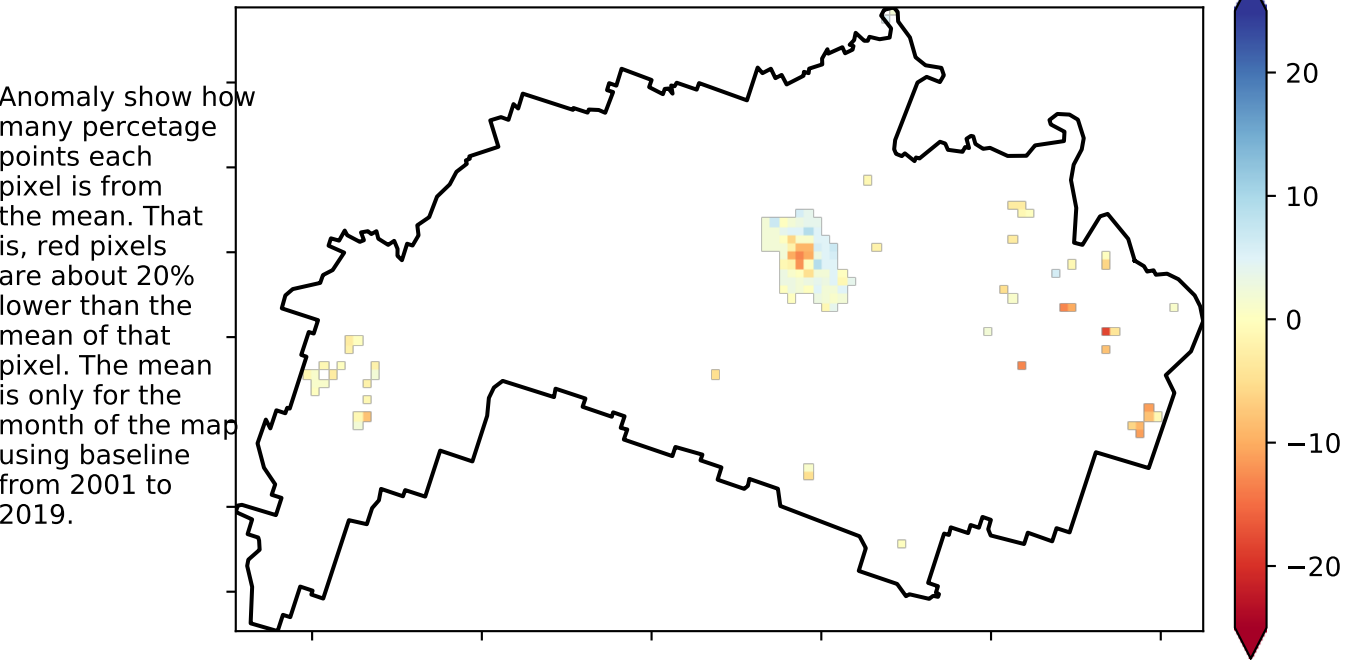 Anomaly show how
many percetage
points each
pixel is from
the mean. That
is, red pixels
are about 20%
lower than the
mean of that
pixel. The mean
is only for the
month of the map
using baseline
from 2001 to
2019.
20
10
0
−10
−20